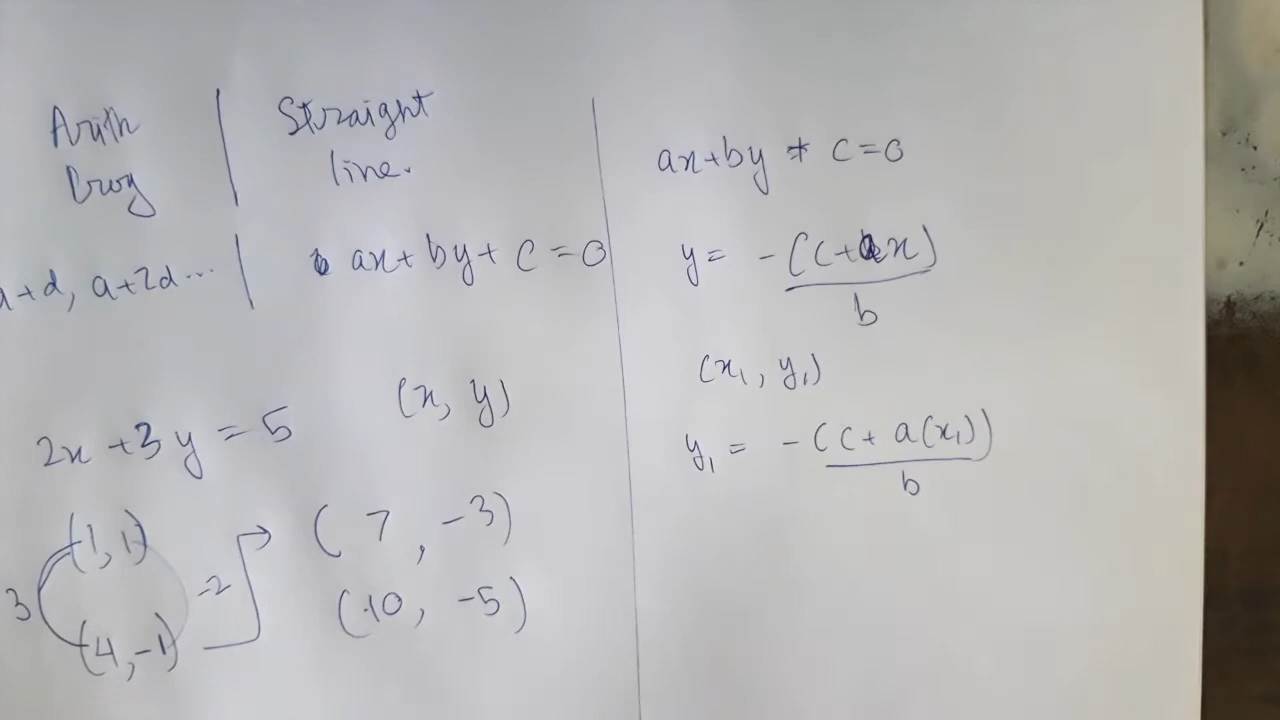 Arith
Prog
a+d, a+2d...
Straight
line.
ax + by + c = 0
2x + 3y = 5
(x, y)
(1, 1)
3
-2
(4, -1)
(7, -3)
(10, -5)
ax+by + c=0
y = -(c+ax)
b
(x₁, y₁)
y₁ = -(c+ a(x₁))
b